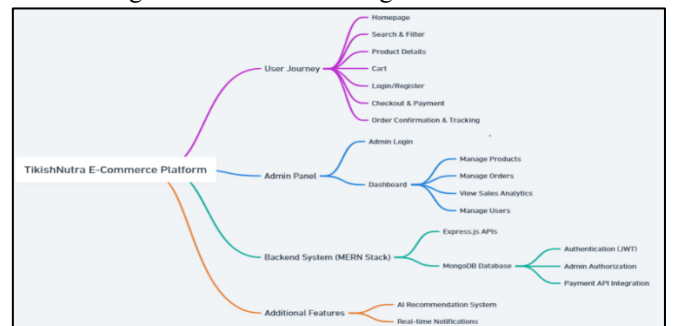 Homepage
Search & Filter
Product Details
Cart
Login/Register
Checkout & Payment
Order Confirmation & Tracking
User Journey
TikishNutra E-Commerce Platform
Admin Login
Admin Panel
Dashboard
Manage Products
Manage Orders
View Sales Analytics
Manage Users
Express.js APIs
Backend System (MERN Stack)
MongoDB Database
Authentication (JWT)
Admin Authorization
Payment API Integration
AI Recommendation System
Additional Features
Real-time Notifications